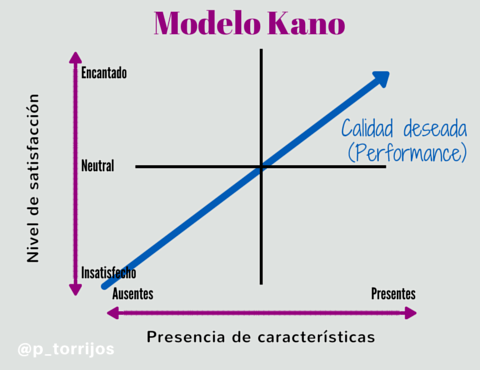 Modelo Kano
Encantado
Calidad deseada
(Performance)
Nivel de satisfacción
Neutral
Insatisfecho
Ausentes
Presentes
Presencia de características
@p_torrijos